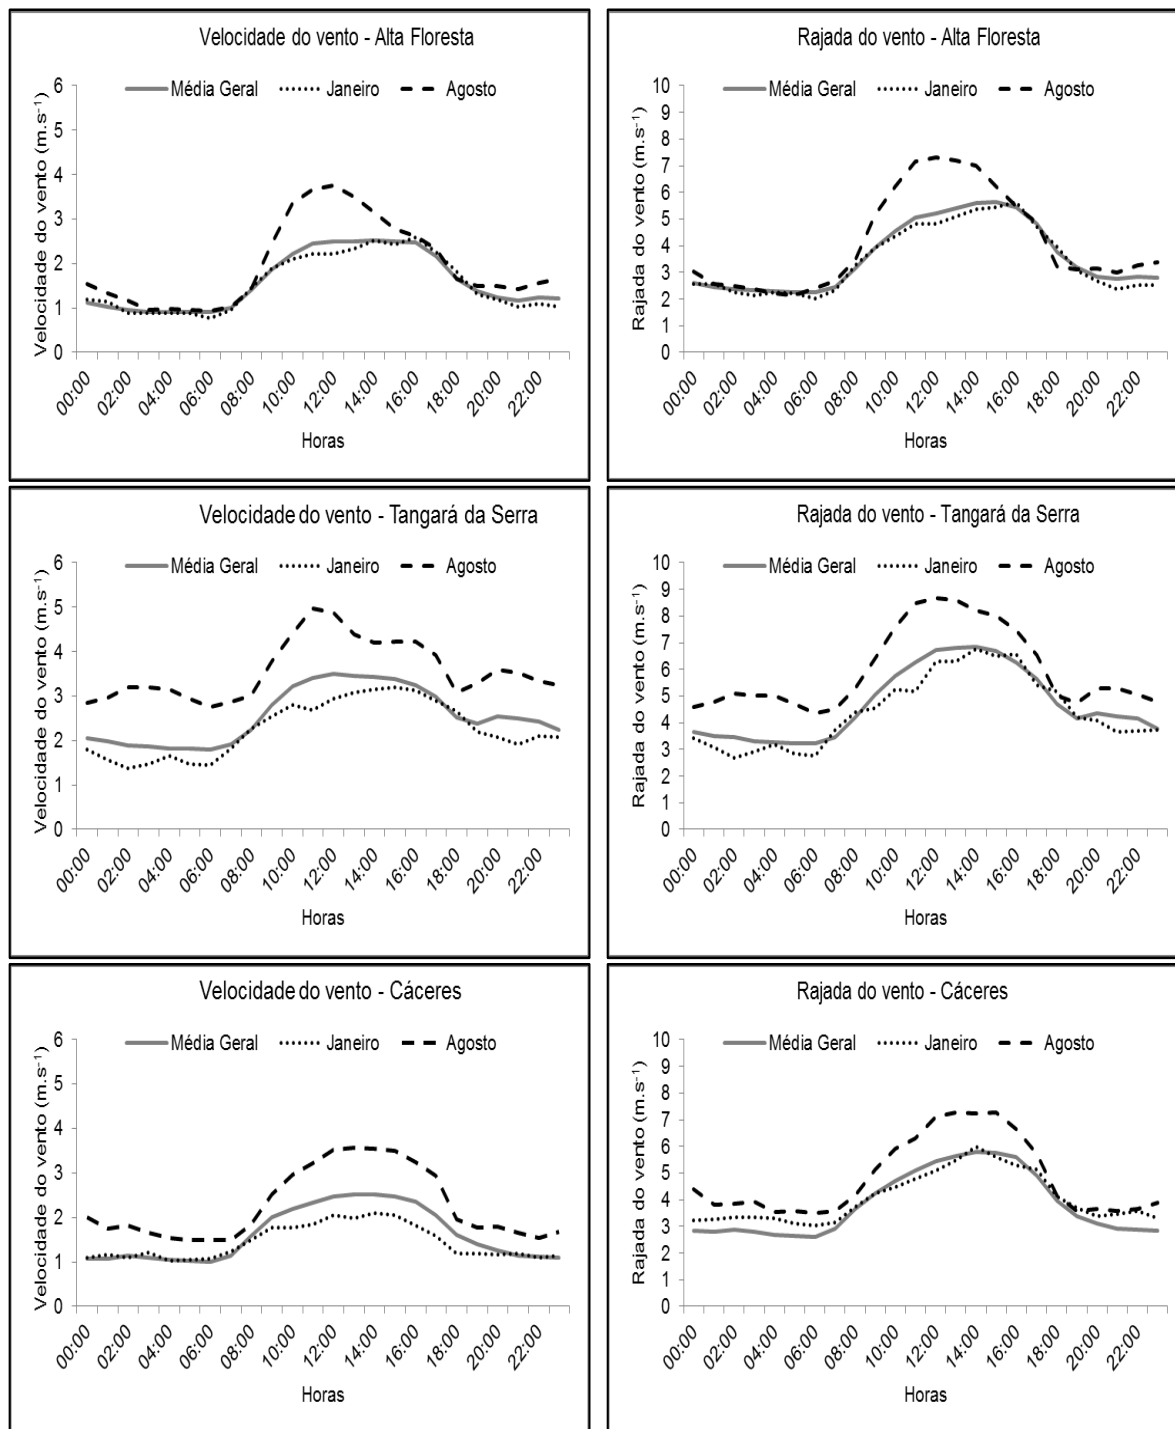 Velocidade do vento - Alta Floresta
Média Geral Janeiro Agosto
Velocidade do vento (m.s⁻¹)
6
5
4
3
2
1
0
00:00 02:00 04:00 06:00 08:00 10:00 12:00 14:00 16:00 18:00 20:00 22:00
Horas
Rajada do vento - Alta Floresta
Média Geral Janeiro Agosto
Rajada do vento (m.s⁻¹)
10
9
8
7
6
5
4
3
2
1
0
00:00 02:00 04:00 06:00 08:00 10:00 12:00 14:00 16:00 18:00 20:00 22:00
Horas
Velocidade do vento - Tangará da Serra
Média Geral Janeiro Agosto
Velocidade do vento (m.s⁻¹)
6
5
4
3
2
1
0
00:00 02:00 04:00 06:00 08:00 10:00 12:00 14:00 16:00 18:00 20:00 22:00
Horas
Rajada do vento - Tangará da Serra
Média Geral Janeiro Agosto
Rajada do vento (m.s⁻¹)
10
9
8
7
6
5
4
3
2
1
0
00:00 02:00 04:00 06:00 08:00 10:00 12:00 14:00 16:00 18:00 20:00 22:00
Horas
Velocidade do vento - Cáceres
Média Geral Janeiro Agosto
Velocidade do vento (m.s⁻¹)
6
5
4
3
2
1
0
00:00 02:00 04:00 06:00 08:00 10:00 12:00 14:00 16:00 18:00 20:00 22:00
Horas
Rajada do vento - Cáceres
Média Geral Janeiro Agosto
Rajada do vento (m.s⁻¹)
10
9
8
7
6
5
4
3
2
1
0
00:00 02:00 04:00 06:00 08:00 10:00 12:00 14:00 16:00 18:00 20:00 22:00
Horas